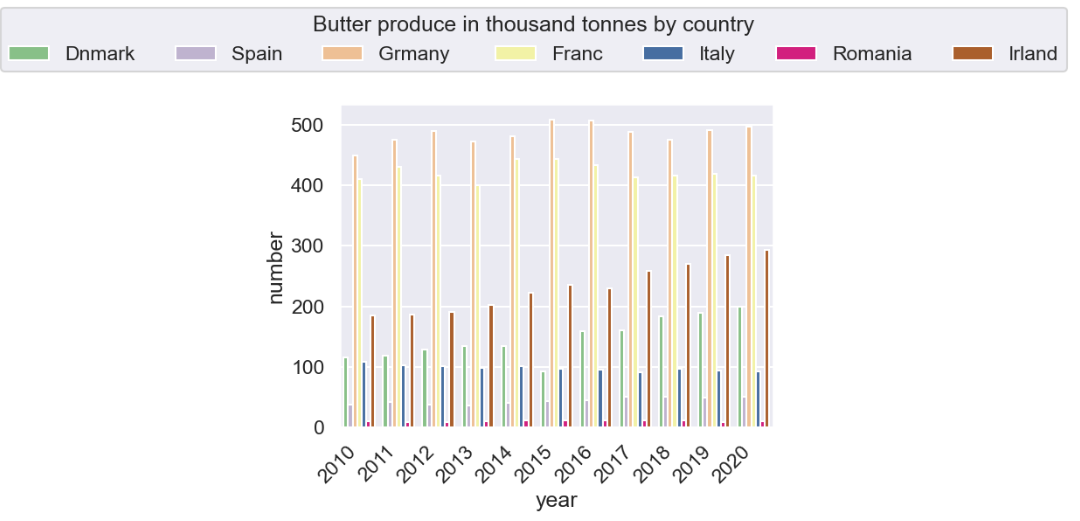 Butter produce in thousand tonnes by country
Dnmark Spain Grmany Franc Italy Romania Irland
500
400
300
200
100
0
number
2010 2011 2012 2013 2014 2015 2016 2017 2018 2019 2020
year